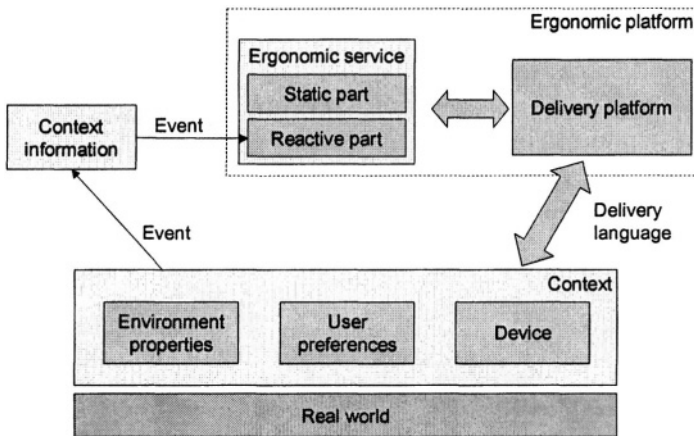 Ergonomic platform
Ergonomic service
Static part
Reactive part
Delivery platform
Context
information
Event
Event
Delivery
language
Context
Environment
properties
User
preferences
Device
Real world